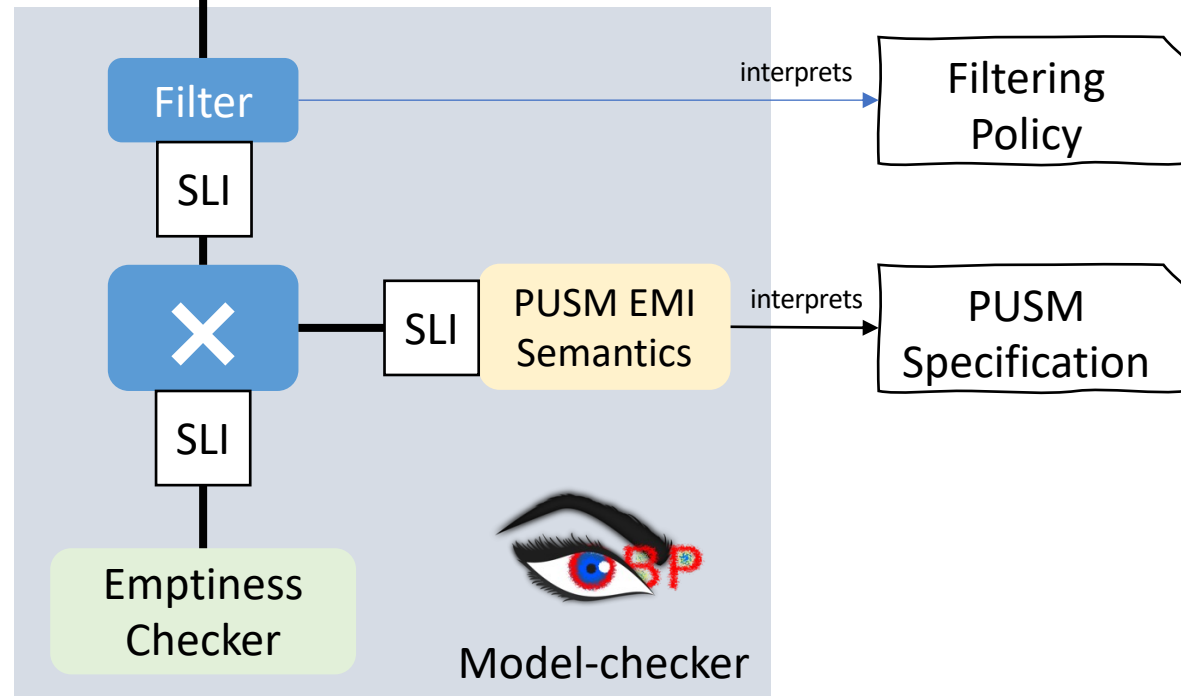 interprets
Filter
Filtering
Policy
SLI
×
SLI
PUSM EMI
Semantics
interprets
PUSM
Specification
SLI
BP
Emptiness
Checker
Model-checker